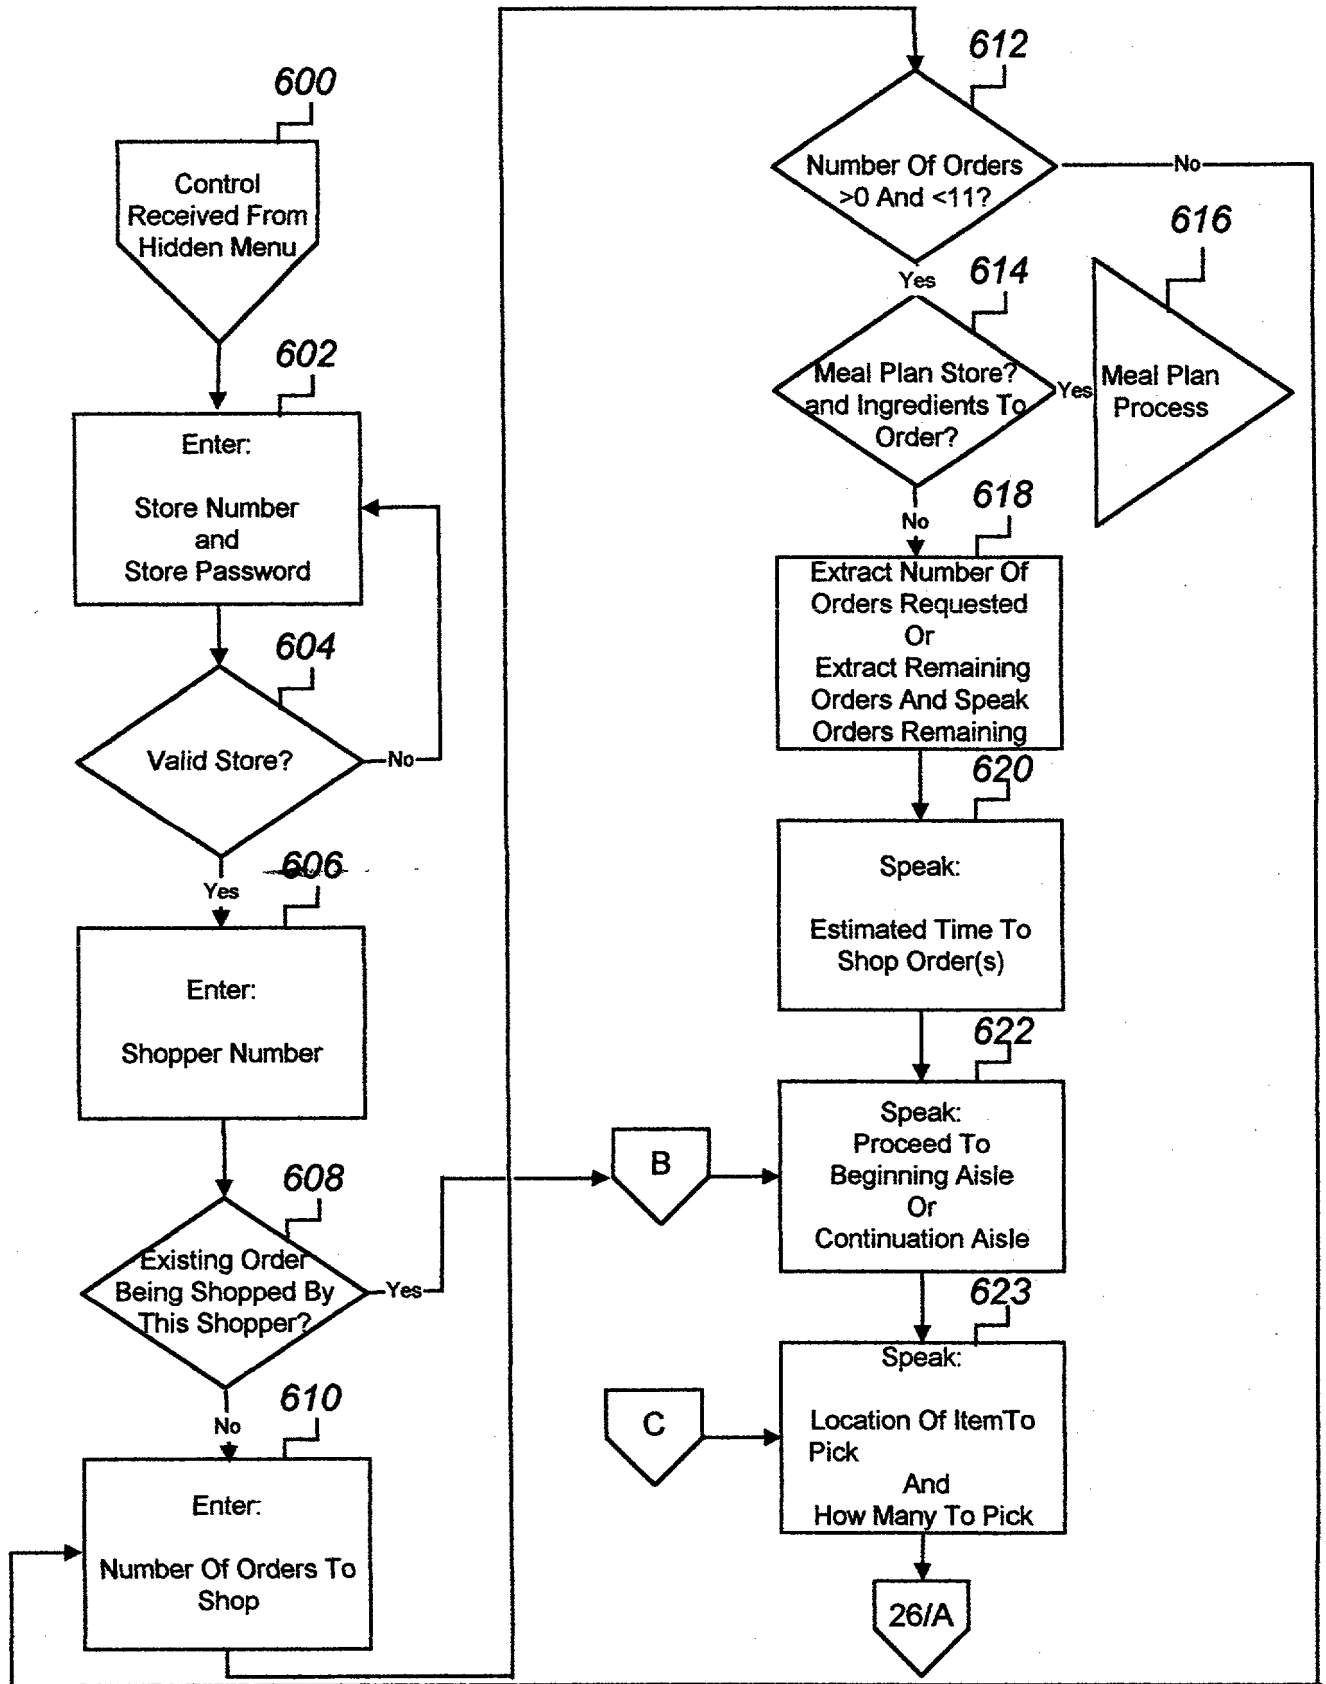 600
Control
Received From
Hidden Menu
602
Enter:
Store Number
and
Store Password
604
Valid Store?
No
Yes
606
Enter:
Shopper Number
608
Existing Order
Being Shopped By
This Shopper?
Yes
No
610
Enter:
Number Of Orders To
Shop
612
Number Of Orders
>0 And <11?
No
Yes
614
Meal Plan Store?
and Ingredients To
Order?
Yes
616
Meal Plan
Process
No
618
Extract Number Of
Orders Requested
Or
Extract Remaining
Orders And Speak
Orders Remaining
620
Speak:
Estimated Time To
Shop Order(s)
622
B
Speak:
Proceed To
Beginning Aisle
Or
Continuation Aisle
623
C
Speak:
Location Of ItemTo
Pick
And
How Many To Pick
26/A